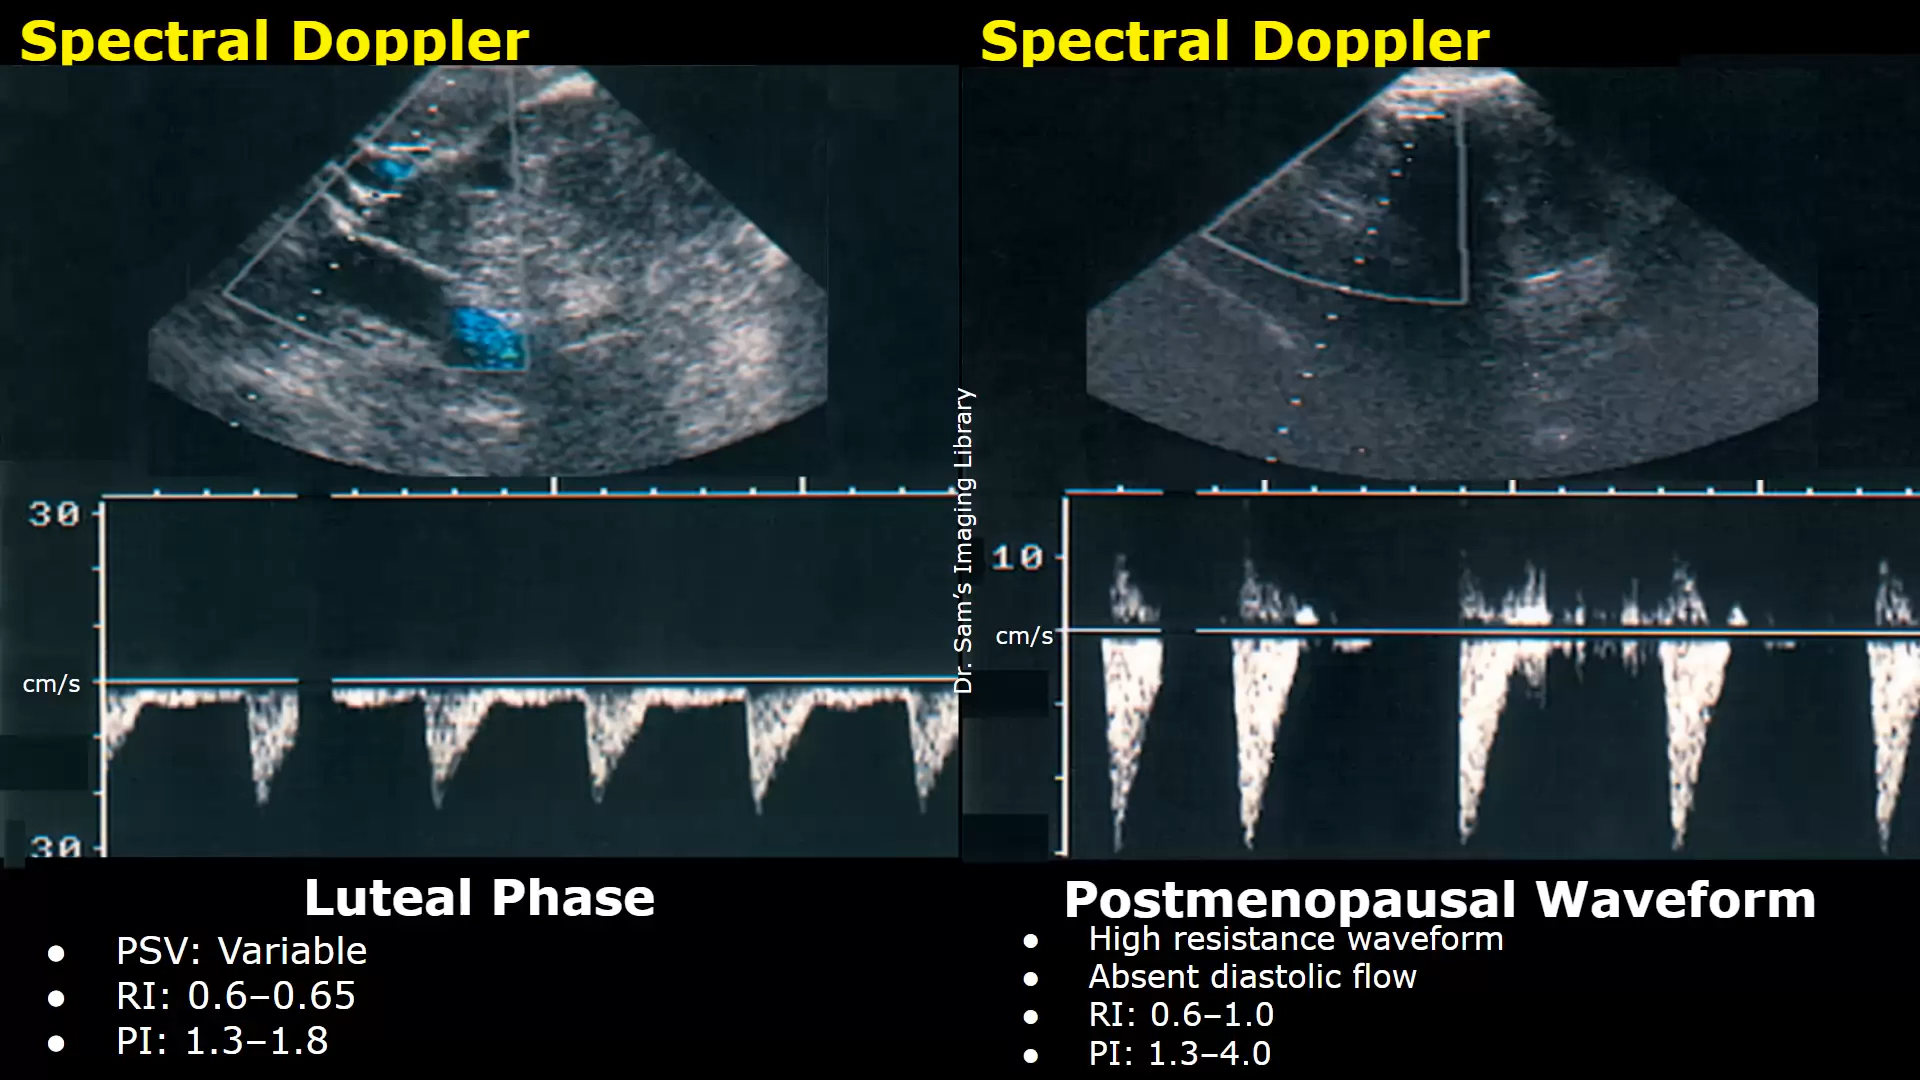 Spectral Doppler
30
cm/s
30
Luteal Phase
● PSV: Variable
● RI: 0.6–0.65
● PI: 1.3–1.8
Dr. Sam’s Imaging Library
Spectral Doppler
10
cm/s
Postmenopausal Waveform
● High resistance waveform
● Absent diastolic flow
● RI: 0.6–1.0
● PI: 1.3–4.0